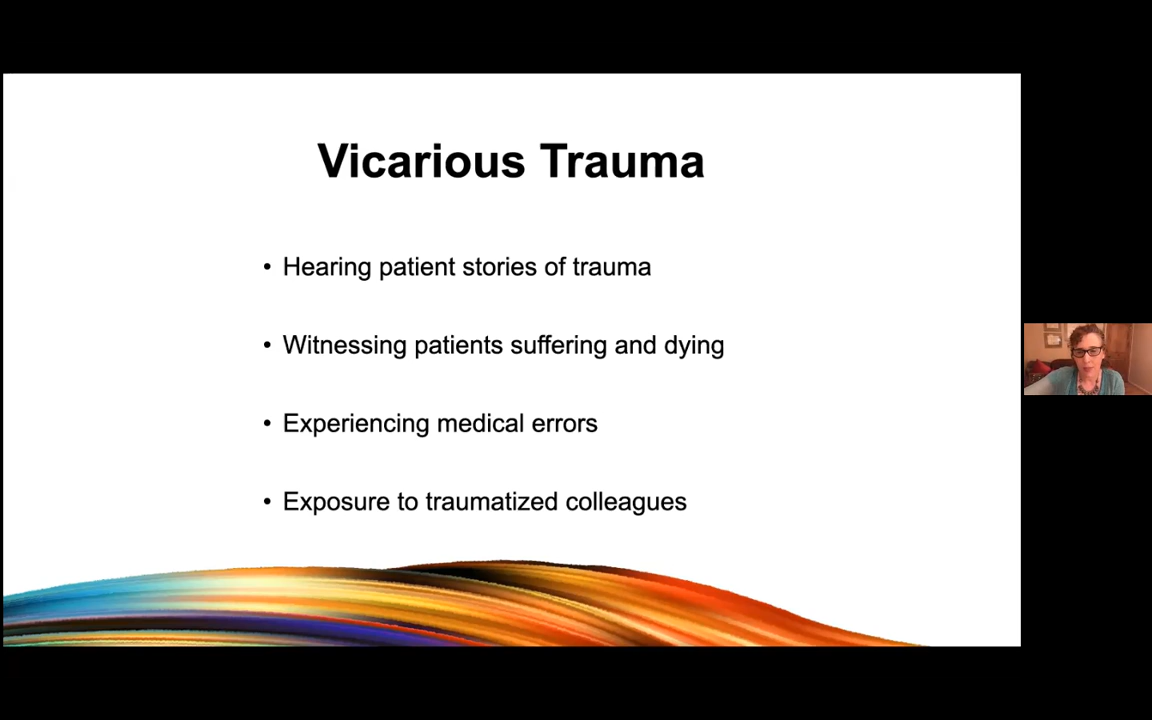 Vicarious Trauma
• Hearing patient stories of trauma
• Witnessing patients suffering and dying
• Experiencing medical errors
• Exposure to traumatized colleagues